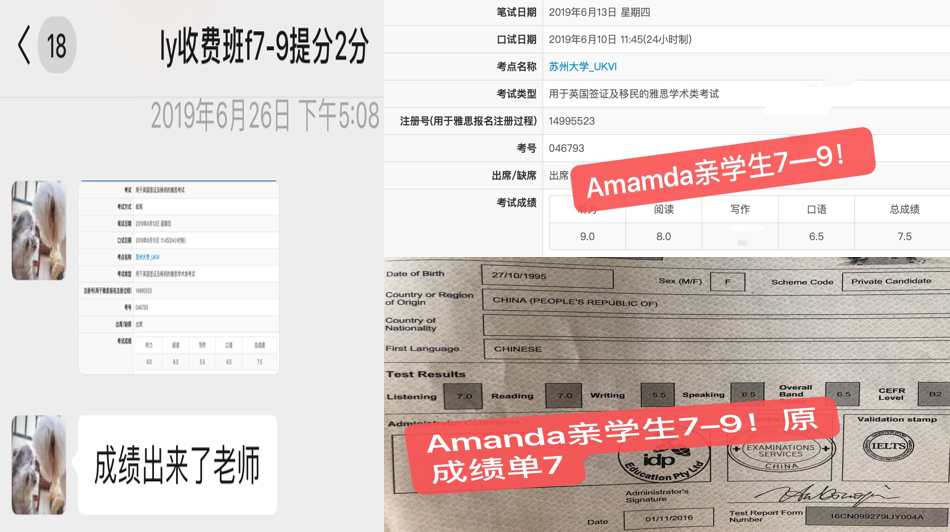 18
ly收费班f7-9提分2分
2019年6月26日 下午5:08
考试
用于英国签证及移民的雅思考试
考试方式
笔试日期
2019年6月13日 星期四
口试日期
2019年6月10日 11:45(24小时制)
考点名称
苏州大学_UKVI
考试类型
用于英国签证及移民的雅思学术类考试
注册号(用于雅思报名注册过程)
14995523
考号
046793
出席/缺席
出席
考试成绩
听力 阅读 写作 口语 总成绩
9.0 8.0 5.5 6.5 7.5
成绩出来了老师
笔试日期 2019年6月13日 星期四
口试日期 2019年6月10日 11:45(24小时制)
考点名称 苏州大学_UKVI
考试类型 用于英国签证及移民的雅思学术类考试
注册号(用于雅思报名注册过程) 14995523
考号 046793
出席/缺席 出席
Amamda亲学生7—9!
考试成绩
听力 阅读 写作 口语 总成绩
9.0 8.0 6.5 7.5
Date of Birth 27/10/1995 Sex (M/F) F Scheme Code Private Candidate
Country or Region of Origin CHINA (PEOPLE'S REPUBLIC OF)
Country of Nationality
First Language CHINESE
Test Results
Listening 7.0 Reading 7.0 Writing 5.5 Speaking 6.5 Overall Band 6.5 CEFR Level B2
Validation stamp
Amanda亲学生7–9!原
成绩单7
idp
Education Pty Ltd
EXAMINATIONS SERVICES
CHINA
IELTS
Administrator's Signature
Date 01/11/2016
Test Report Form Number 16CN099279LIY004A